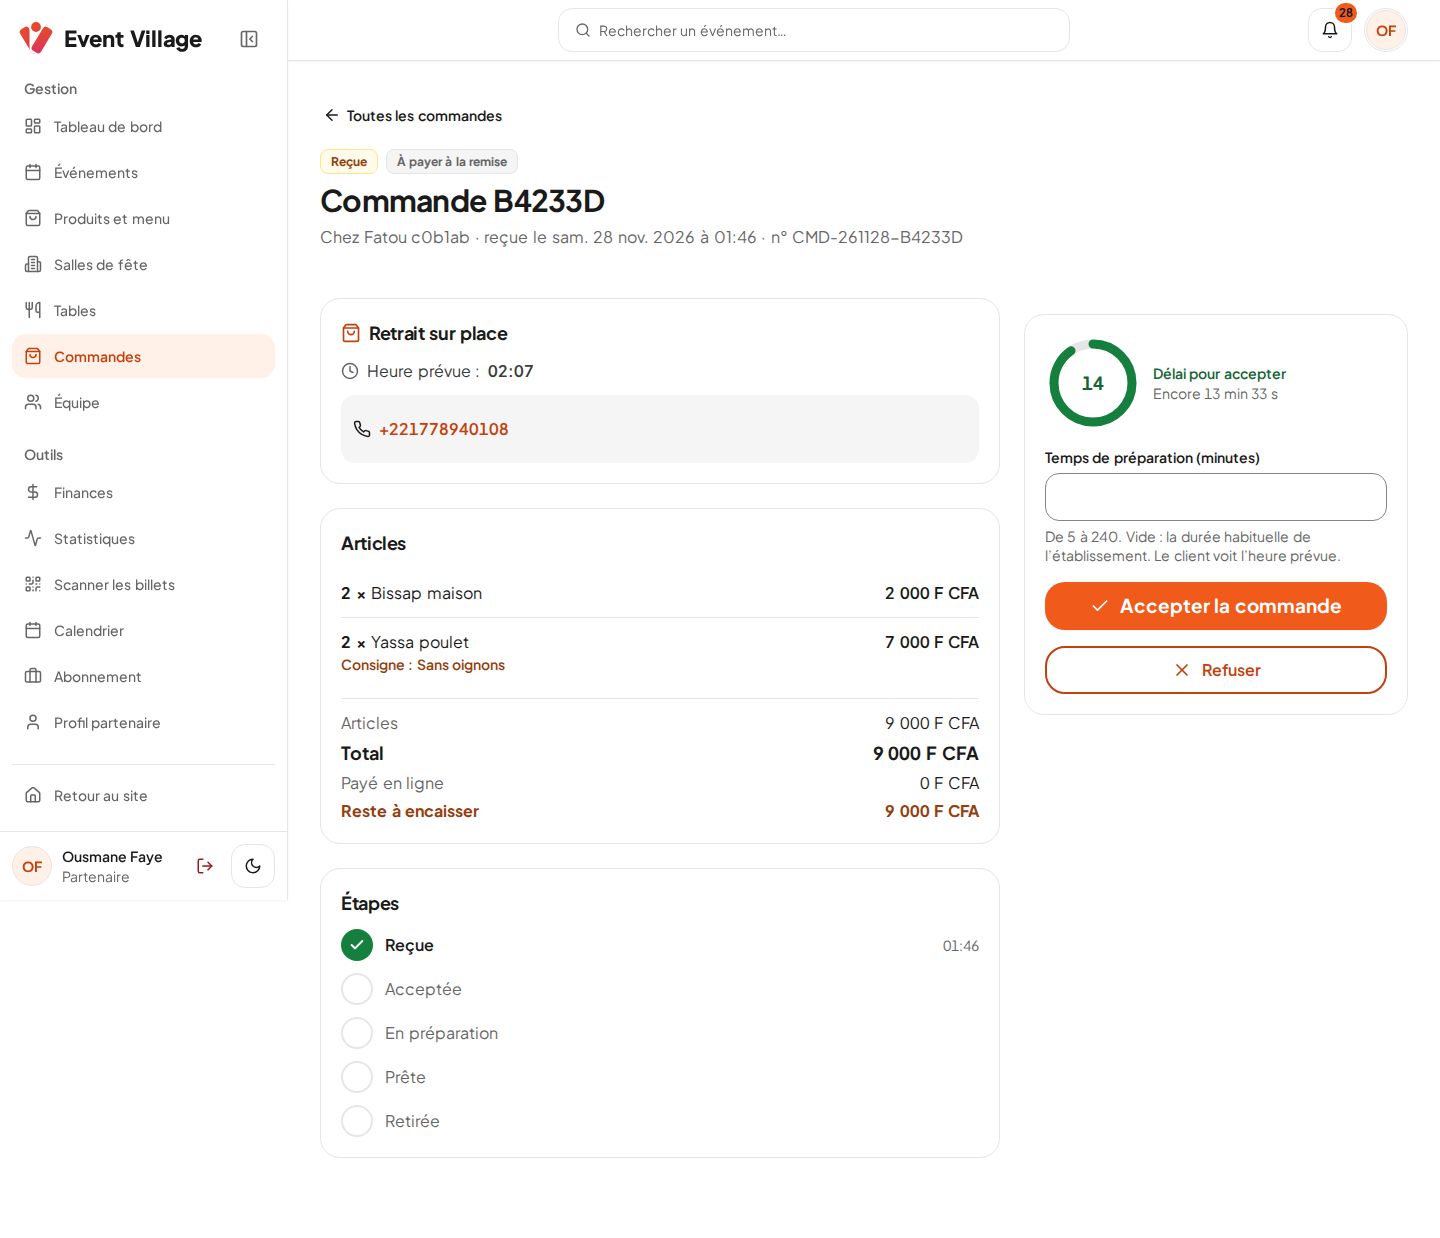 Event Village
Gestion
Tableau de bord
Événements
Produits et menu
Salles de fête
Tables
Commandes
Équipe
Outils
Finances
Statistiques
Scanner les billets
Calendrier
Abonnement
Profil partenaire
Retour au site
OF
Ousmane Faye
Partenaire
Rechercher un événement...
28
OF
Toutes les commandes
Reçue
À payer à la remise
Commande B4233D
Chez Fatou c0b1ab · reçue le sam. 28 nov. 2026 à 01:46 · n° CMD-261128-B4233D
Retrait sur place
Heure prévue : 02:07
+221778940108
Articles
2 × Bissap maison 2 000 F CFA
2 × Yassa poulet 7 000 F CFA
Consigne : Sans oignons
Articles 9 000 F CFA
Total 9 000 F CFA
Payé en ligne 0 F CFA
Reste à encaisser 9 000 F CFA
Étapes
Reçue 01:46
Acceptée
En préparation
Prête
Retirée
14
Délai pour accepter
Encore 13 min 33 s
Temps de préparation (minutes)
De 5 à 240. Vide : la durée habituelle de
l'établissement. Le client voit l'heure prévue.
Accepter la commande
Refuser